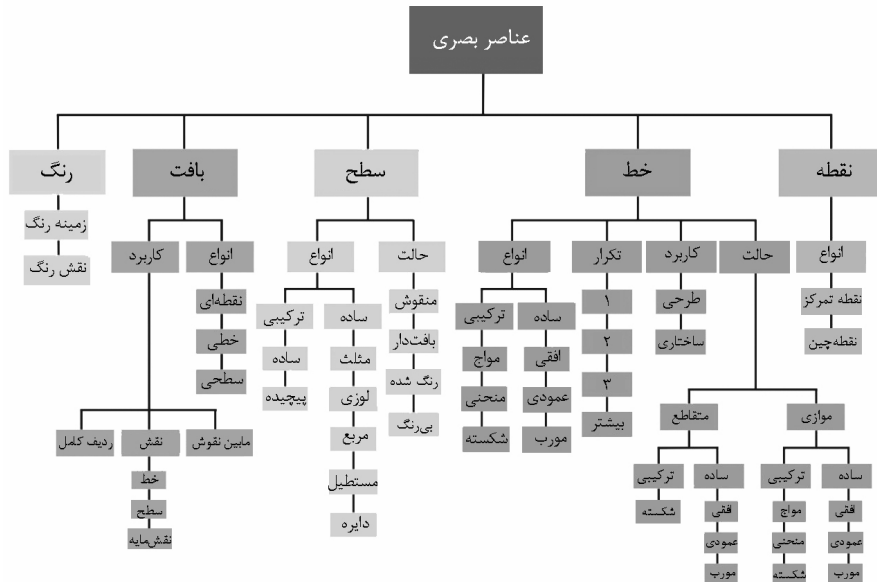 عناصر بصری
نقطه
انواع
نقطه تمرکز
نقطه‌چین
خط
حالت
موازی
ساده
افقی
عمودی
مورب
ترکیبی
مواج
منحنی
شکسته
متقاطع
ساده
افقی
عمودی
مورب
ترکیبی
شکسته
کاربرد
طرحی
ساختاری
تکرار
۱
۲
۳
بیشتر
انواع
ساده
افقی
عمودی
مورب
ترکیبی
مواج
منحنی
شکسته
سطح
حالت
منقوش
بافت‌دار
رنگ شده
بی‌رنگ
انواع
ساده
مثلث
لوزی
مربع
مستطیل
دایره
ترکیبی
ساده
پیچیده
بافت
انواع
نقطه‌ای
خطی
سطحی
کاربرد
مابین نقوش
نقش
خط
سطح
نقش‌مایه
ردیف کامل
رنگ
زمینه رنگ
نقش رنگ